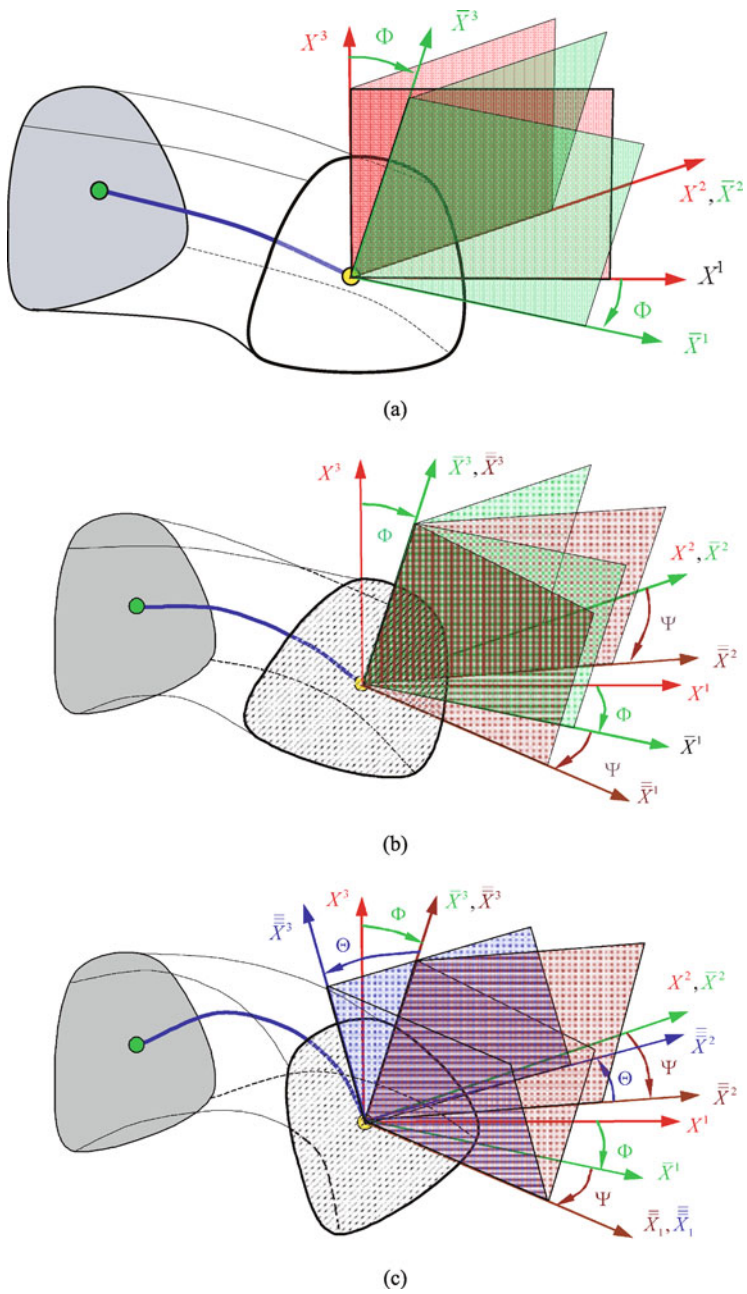 X³ Φ X̄³
X², X̄²
X¹
Φ
X̄¹
(a)
X³ X̄³, X̿³
Φ
X², X̄²
Ψ
X̿²
X¹
Φ
X̄¹
Ψ
X̿¹
(b)
X̿̄³ X³ Φ X̄³, X̿³
Θ
X², X̄²
X̿̄²
Ψ
Θ
X̿²
X¹
Φ
X̄¹
Ψ
X̿₁, X̿̄₁
(c)